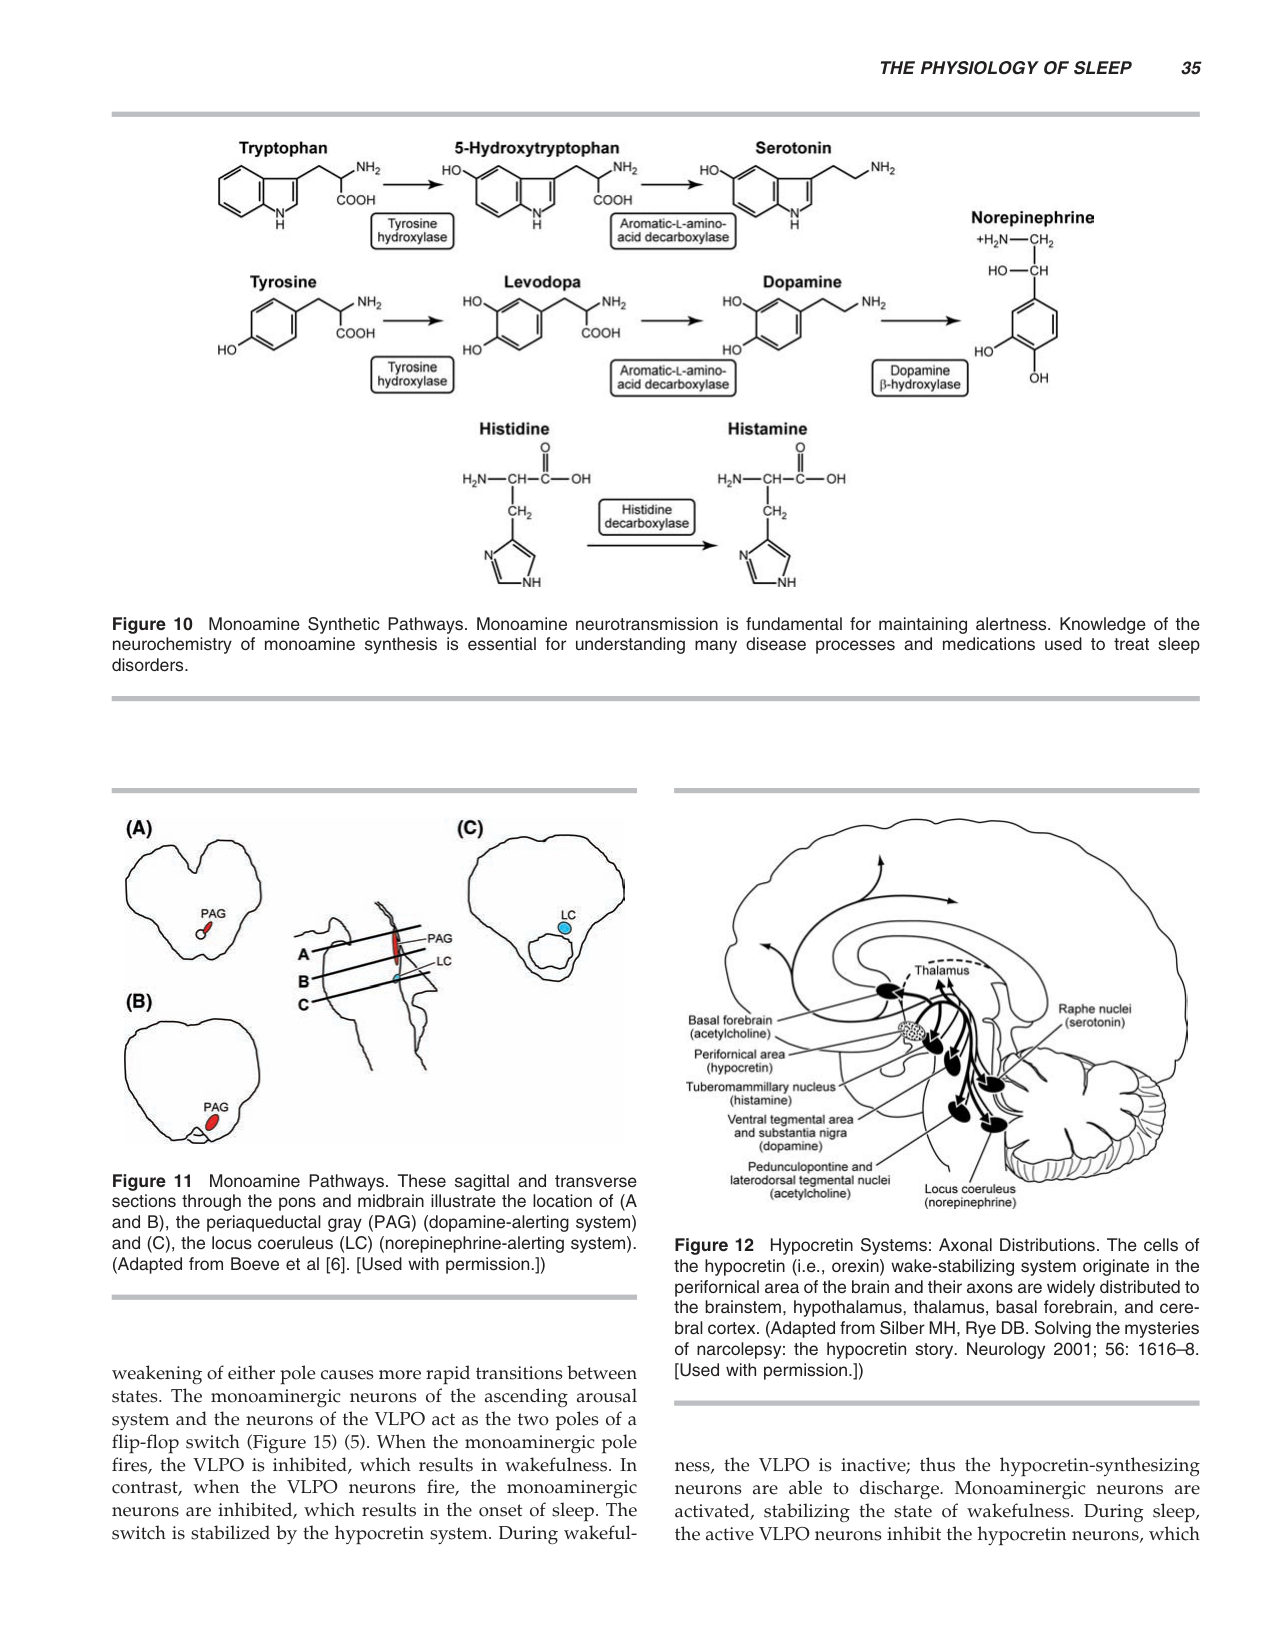 THE PHYSIOLOGY OF SLEEP 35
Tryptophan
NH2
COOH
N
H
Tyrosine
hydroxylase
5-Hydroxytryptophan
HO
NH2
COOH
N
H
Aromatic-L-amino-
acid decarboxylase
Serotonin
HO
NH2
N
H
Norepinephrine
+H2N—CH2
HO—CH
HO
OH
Tyrosine
NH2
COOH
HO
Tyrosine
hydroxylase
Levodopa
HO
NH2
COOH
HO
Aromatic-L-amino-
acid decarboxylase
Dopamine
HO
NH2
HO
Dopamine
β-hydroxylase
Histidine
O
H2N—CH—C—OH
CH2
N
NH
Histidine
decarboxylase
Histamine
O
H2N—CH—C—OH
CH2
N
NH
Figure 10 Monoamine Synthetic Pathways. Monoamine neurotransmission is fundamental for maintaining alertness. Knowledge of the
neurochemistry of monoamine synthesis is essential for understanding many disease processes and medications used to treat sleep
disorders.
(A)
PAG
(B)
PAG
A
B
C
PAG
LC
(C)
LC
Figure 11 Monoamine Pathways. These sagittal and transverse
sections through the pons and midbrain illustrate the location of (A
and B), the periaqueductal gray (PAG) (dopamine-alerting system)
and (C), the locus coeruleus (LC) (norepinephrine-alerting system).
(Adapted from Boeve et al [6]. [Used with permission.])
weakening of either pole causes more rapid transitions between
states. The monoaminergic neurons of the ascending arousal
system and the neurons of the VLPO act as the two poles of a
flip-flop switch (Figure 15) (5). When the monoaminergic pole
fires, the VLPO is inhibited, which results in wakefulness. In
contrast, when the VLPO neurons fire, the monoaminergic
neurons are inhibited, which results in the onset of sleep. The
switch is stabilized by the hypocretin system. During wakeful-
Thalamus
Basal forebrain
(acetylcholine)
Perifornical area
(hypocretin)
Tuberomammillary nucleus
(histamine)
Ventral tegmental area
and substantia nigra
(dopamine)
Pedunculopontine and
laterodorsal tegmental nuclei
(acetylcholine)
Raphe nuclei
(serotonin)
Locus coeruleus
(norepinephrine)
Figure 12 Hypocretin Systems: Axonal Distributions. The cells of
the hypocretin (i.e., orexin) wake-stabilizing system originate in the
perifornical area of the brain and their axons are widely distributed to
the brainstem, hypothalamus, thalamus, basal forebrain, and cere-
bral cortex. (Adapted from Silber MH, Rye DB. Solving the mysteries
of narcolepsy: the hypocretin story. Neurology 2001; 56: 1616–8.
[Used with permission.])
ness, the VLPO is inactive; thus the hypocretin-synthesizing
neurons are able to discharge. Monoaminergic neurons are
activated, stabilizing the state of wakefulness. During sleep,
the active VLPO neurons inhibit the hypocretin neurons, which